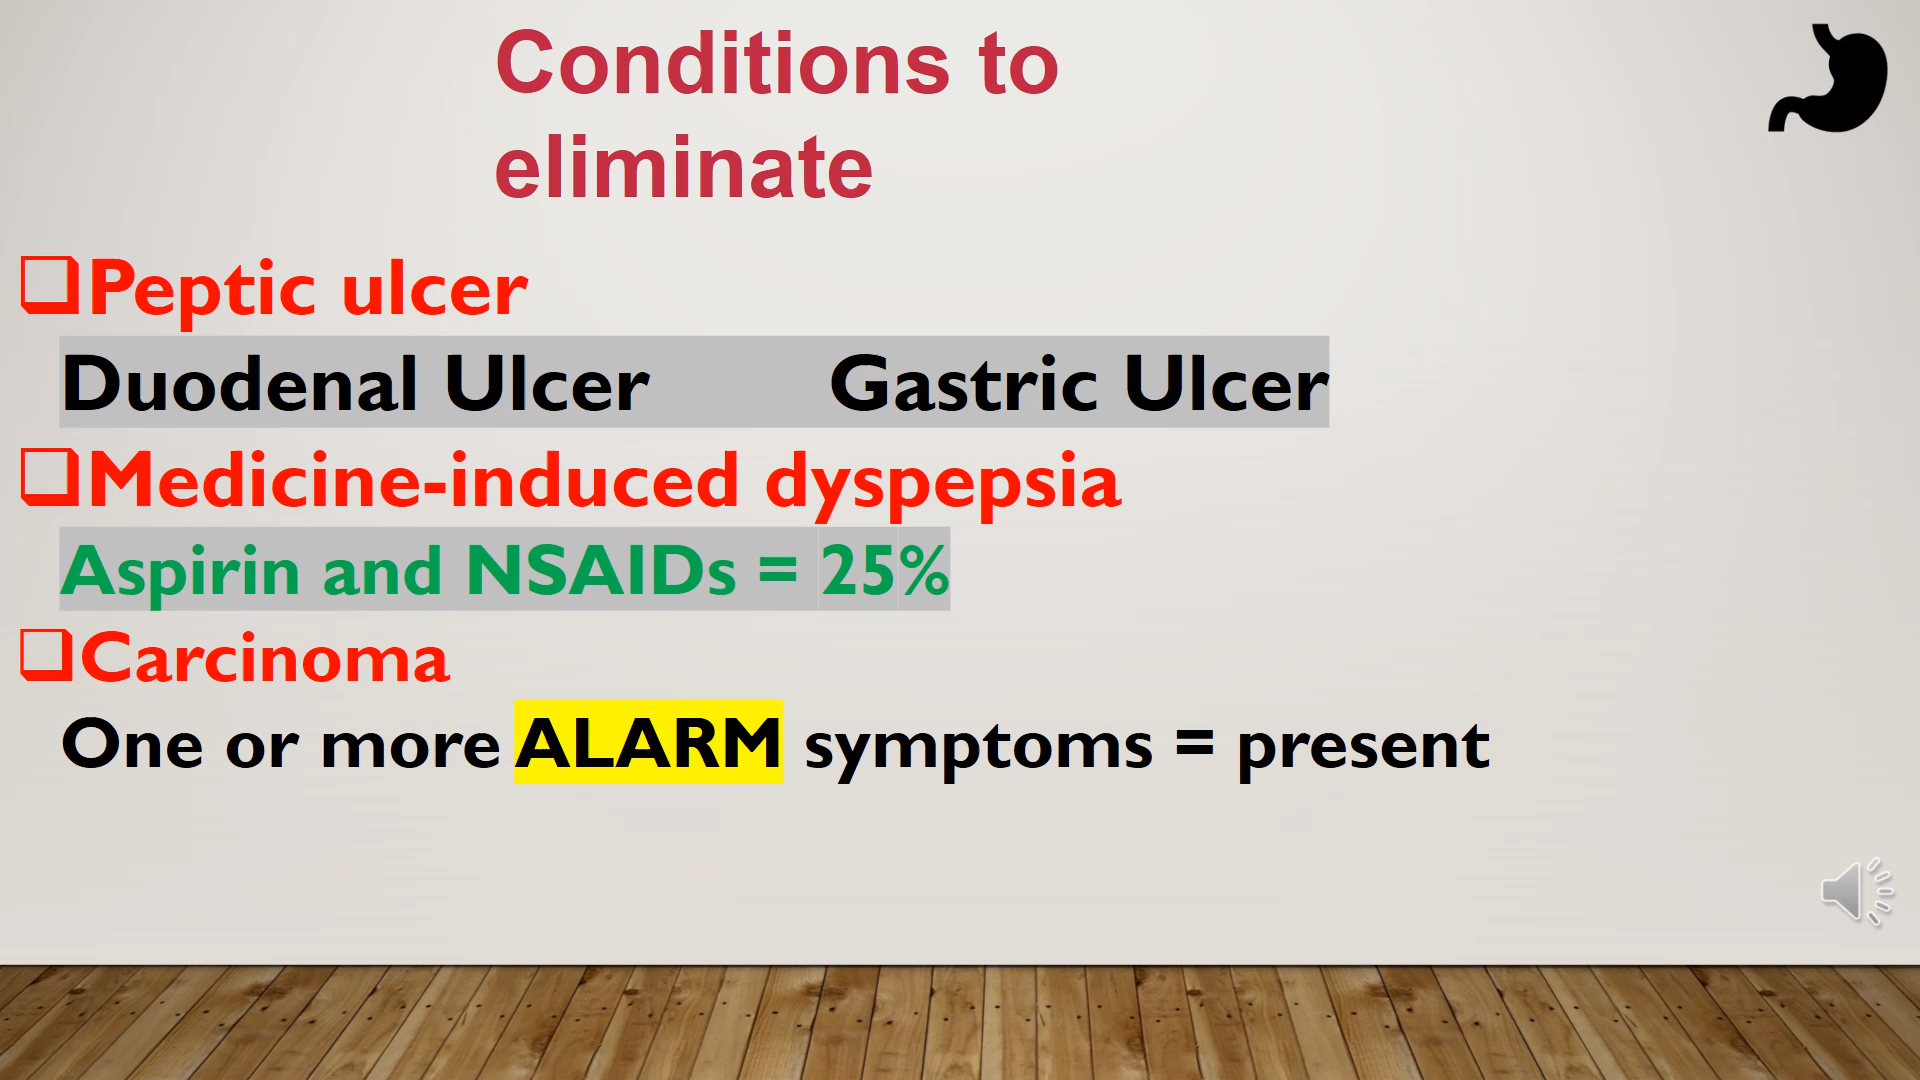 Conditions to
eliminate
❑Peptic ulcer
Duodenal Ulcer Gastric Ulcer
❑Medicine-induced dyspepsia
Aspirin and NSAIDs = 25%
❑Carcinoma
One or more ALARM symptoms = present